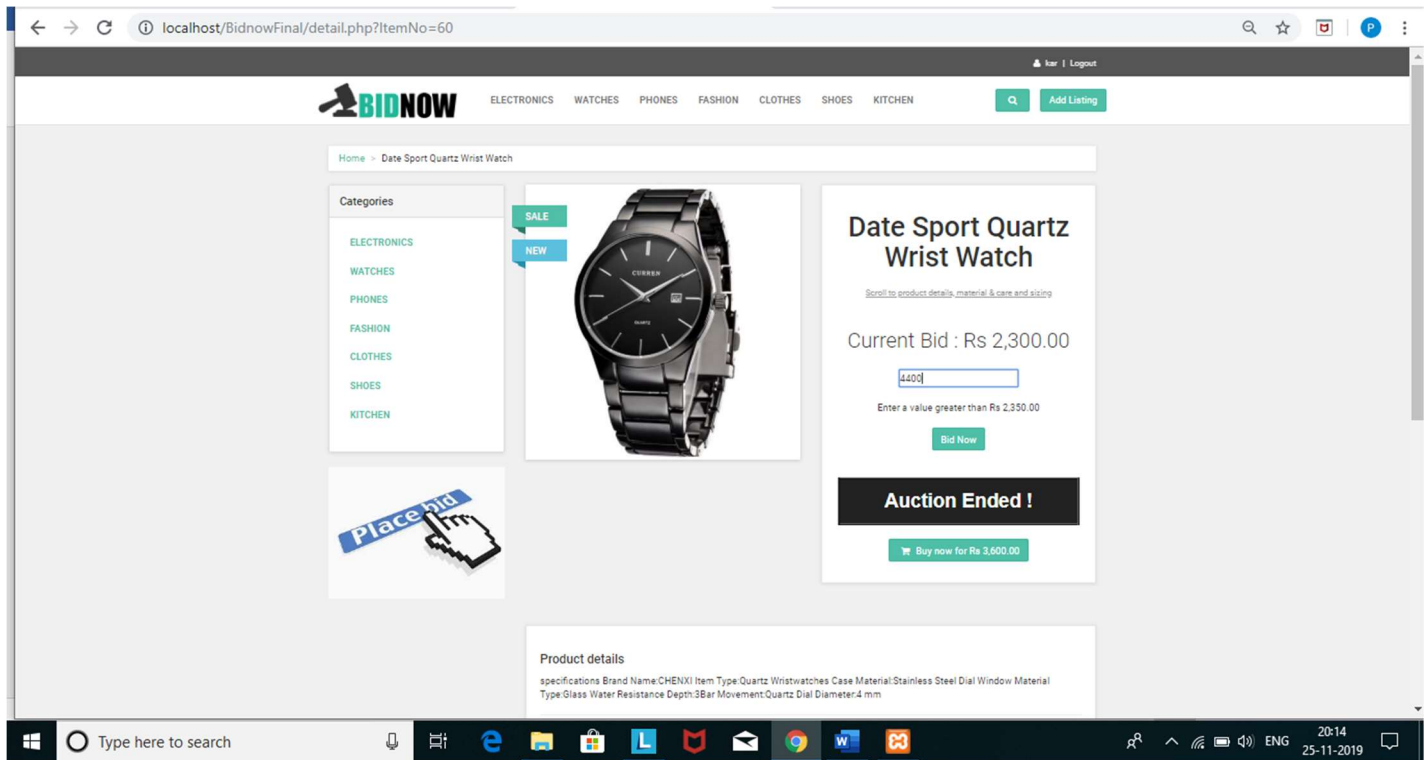 localhost/BidnowFinal/detail.php?ItemNo=60
P
kar | Logout
BIDNOW
ELECTRONICS WATCHES PHONES FASHION CLOTHES SHOES KITCHEN
Add Listing
Home > Date Sport Quartz Wrist Watch
Categories
ELECTRONICS
WATCHES
PHONES
FASHION
CLOTHES
SHOES
KITCHEN
Place bid
SALE
NEW
CURREN
QUARTZ
Date Sport Quartz
Wrist Watch
Scroll to product details, material & care and sizing
Current Bid : Rs 2,300.00
4400
Enter a value greater than Rs 2,350.00
Bid Now
Auction Ended !
Buy now for Rs 3,600.00
Product details
specifications Brand Name:CHENXI Item Type:Quartz Wristwatches Case Material:Stainless Steel Dial Window Material
Type:Glass Water Resistance Depth:3Bar Movement:Quartz Dial Diameter:4 mm
Type here to search
L
W
ENG
20:14
25-11-2019